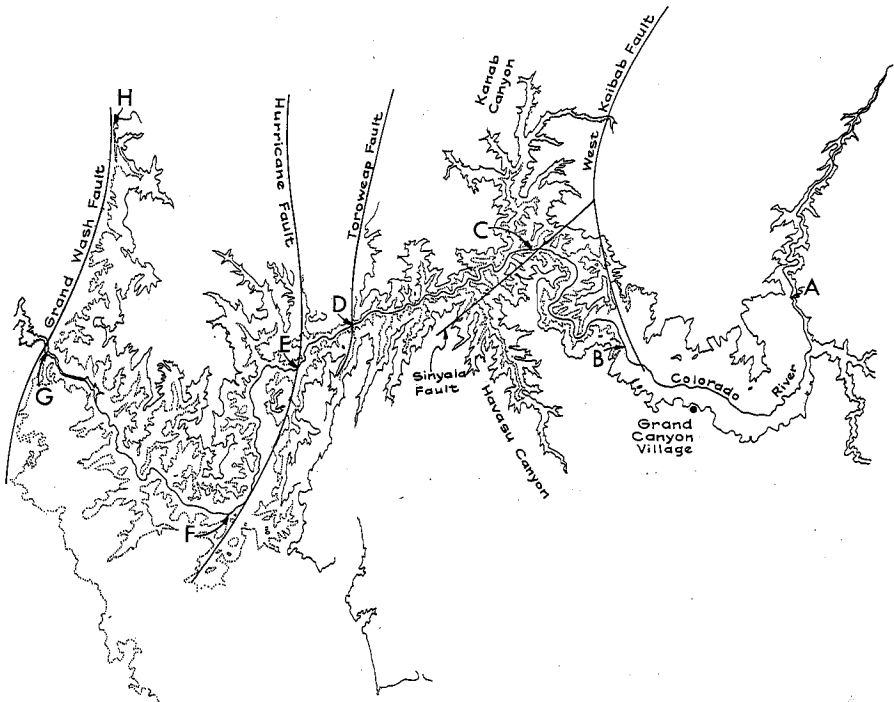 H
Grand Wash Fault
Hurricane Fault
Toroweap Fault
Kanab
Canyon
West Kaibab Fault
C
A
D
E
B
Sinyala
Fault
Havasu Canyon
Colorado River
Grand
Canyon
Village
G
F